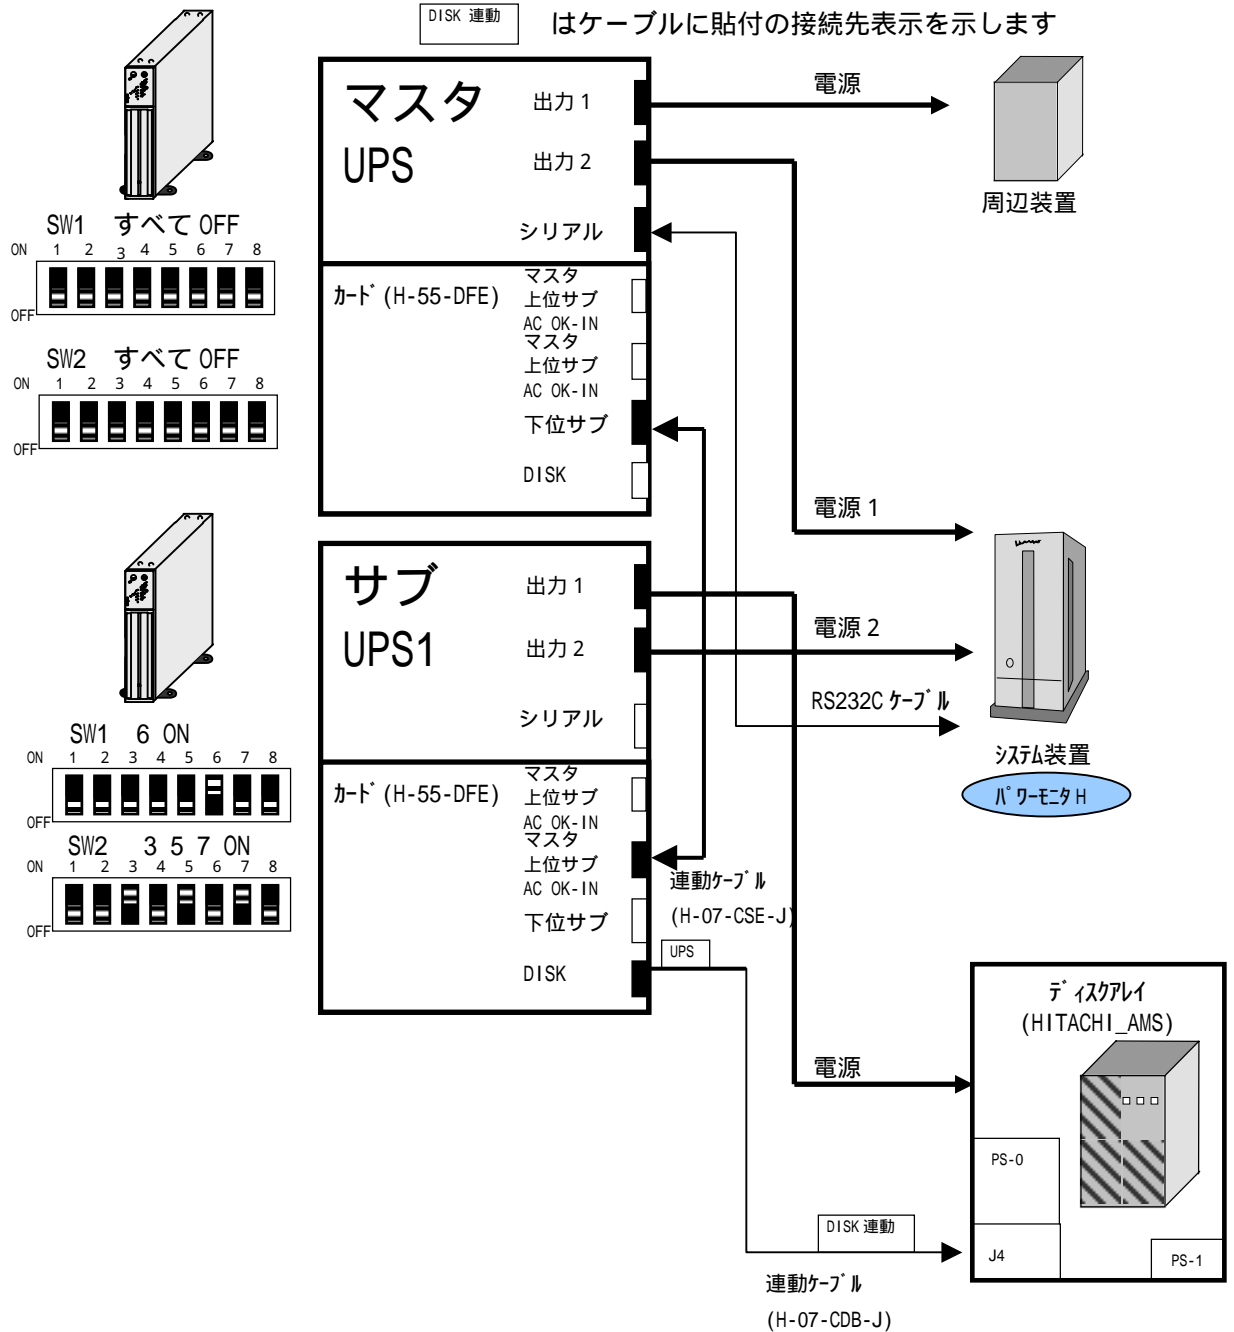 DISK 連動 はケーブルに貼付の接続先表示を示します
マスタ
UPS
出力 1
出力 2
シリアル
カード (H-55-DFE)
マスタ
上位サブ
AC OK-IN
マスタ
上位サブ
AC OK-IN
下位サブ
DISK
電源
周辺装置
SW1 すべて OFF
ON 1 2 3 4 5 6 7 8
OFF
SW2 すべて OFF
ON 1 2 3 4 5 6 7 8
OFF
電源 1
サブ
UPS1
出力 1
出力 2
シリアル
カード (H-55-DFE)
マスタ
上位サブ
AC OK-IN
マスタ
上位サブ
AC OK-IN
下位サブ
DISK
電源 2
RS232C ケーブル
システム装置
パワーモニタ H
SW1 6 ON
ON 1 2 3 4 5 6 7 8
OFF
SW2 3 5 7 ON
ON 1 2 3 4 5 6 7 8
OFF
連動ケーブル
(H-07-CSE-J)
UPS
ディスクアレイ
(HITACHI_AMS)
電源
PS-0
DISK 連動
J4
PS-1
連動ケーブル
(H-07-CDB-J)